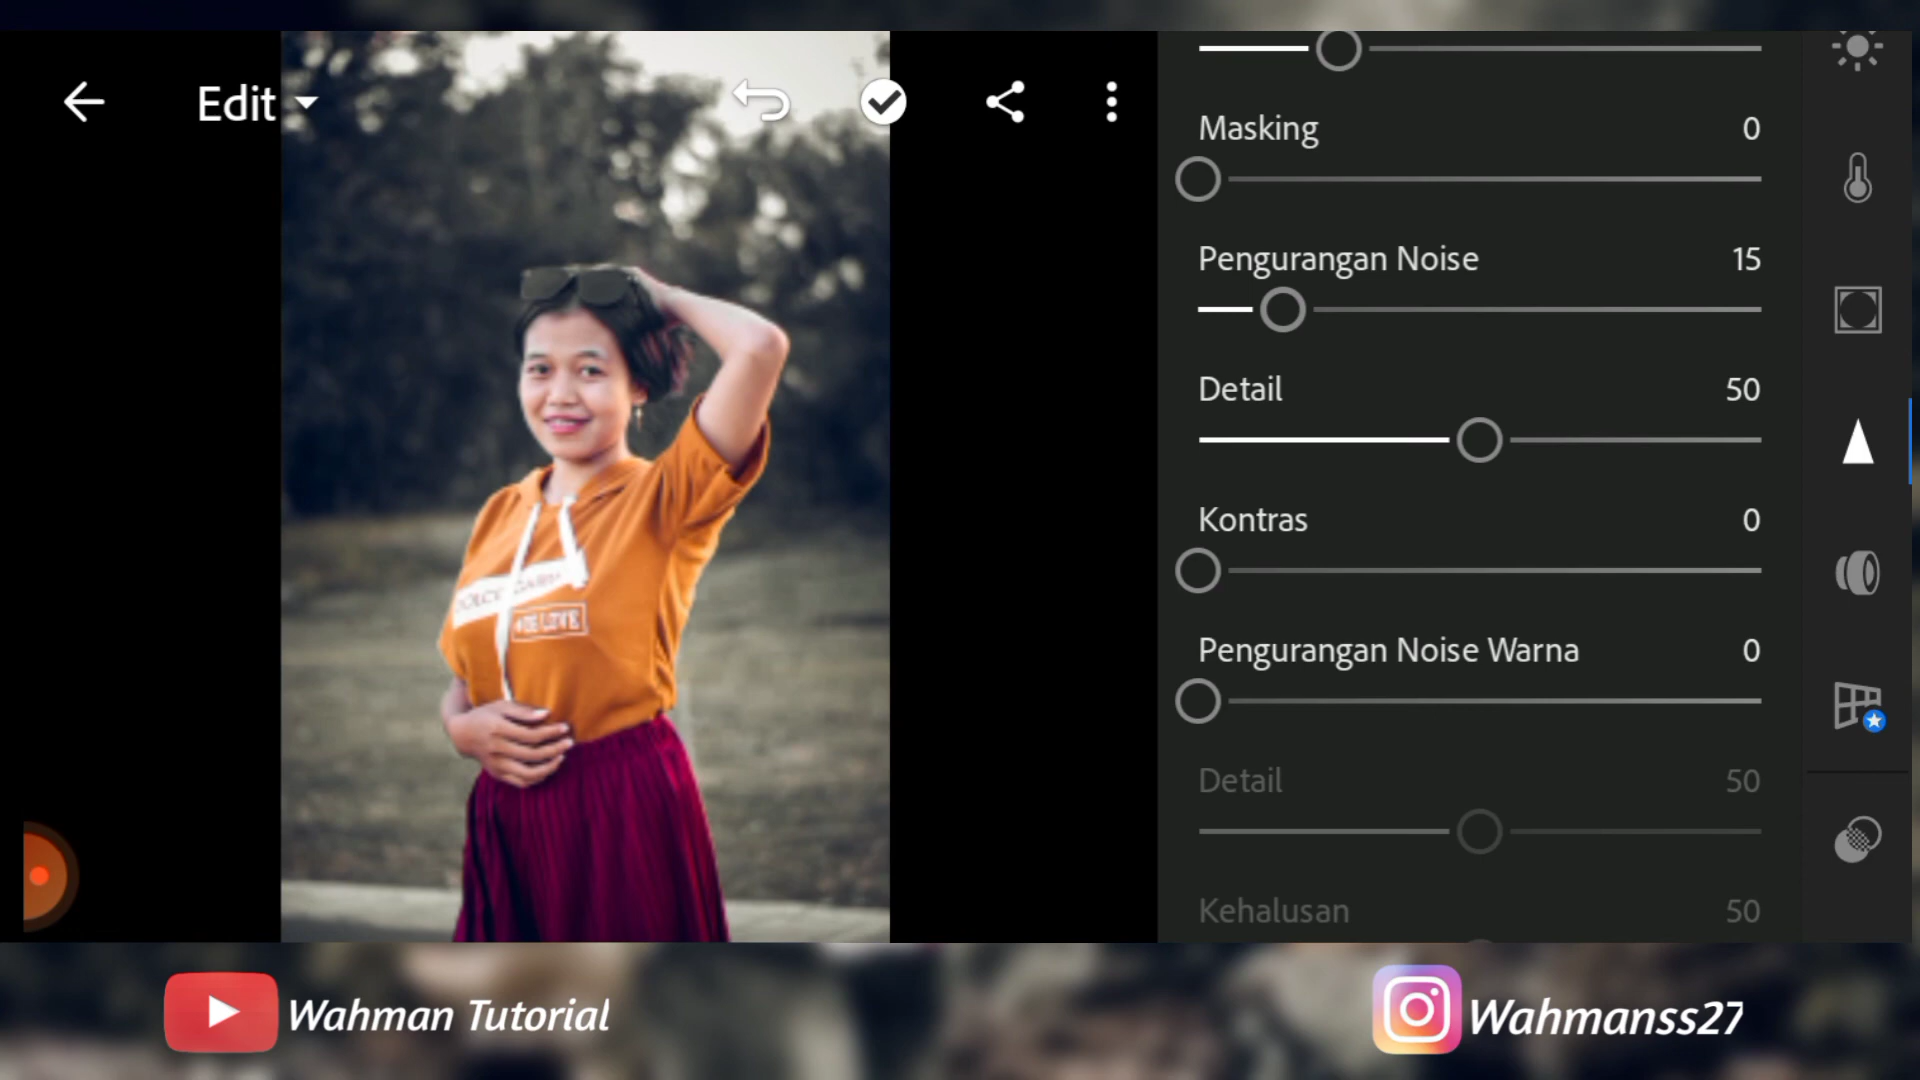 Edit
Masking 0
Pengurangan Noise 15
Detail 50
Kontras 0
Pengurangan Noise Warna 0
Detail 50
Kehalusan 50
LOVE
Wahman Tutorial
Wahmanss27